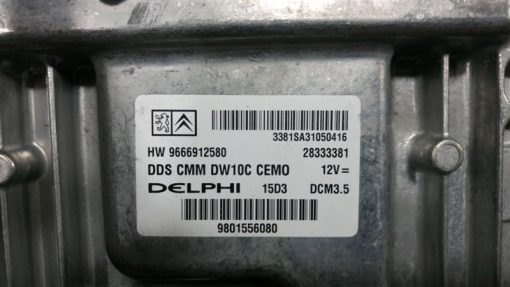 3381SA31050416
HW 9666912580 28333381
DDS CMM DW10C CEMO 12V=
DELPHI 15D3 DCM3.5
9801556080